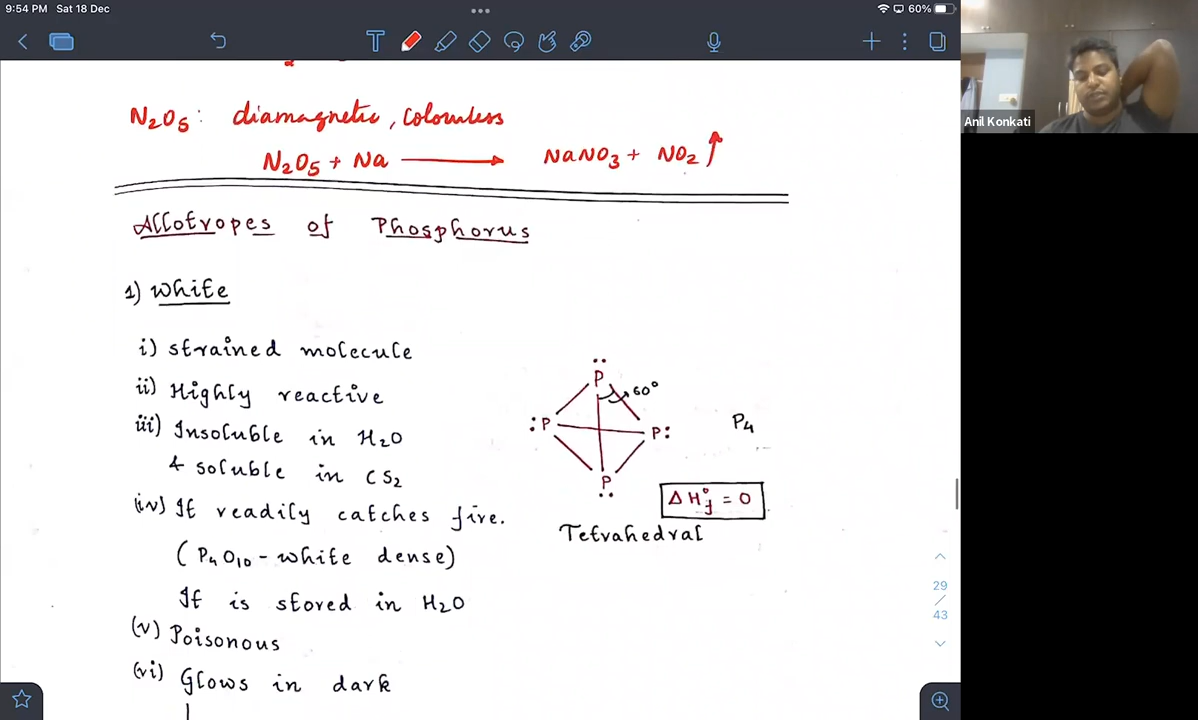 9:54 PM Sat 18 Dec
60%
Anil Konkati
N2O5 : diamagnetic, Colourless
N2O5 + Na → NaNO3 + NO2 ↑
Allotropes of Phosphorus
1) White
i) strained molecule
ii) Highly reactive
iii) Insoluble in H2O
& soluble in CS2
(iv) It readily catches fire.
(P4O10 - white dense)
It is stored in H2O
(v) Poisonous
(vi) Glows in dark
P
60°
:P
P:
P
P4
ΔH°f = 0
Tetrahedral
29
/
43